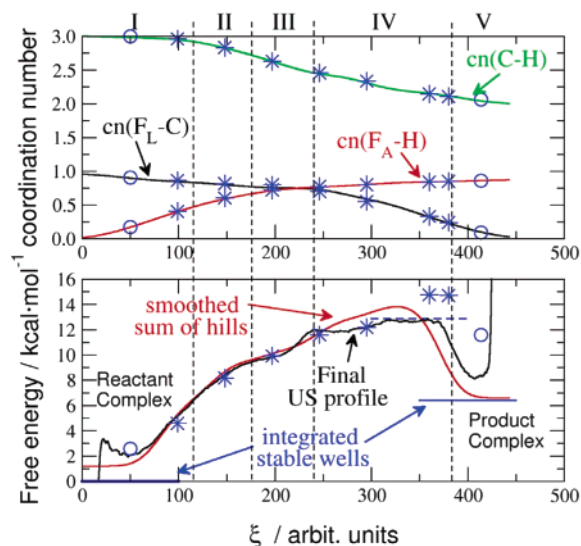 I II III IV V
3.0
2.5
2.0
1.5
1.0
0.5
0.0
cn(C-H)
cn(F_L-C)
cn(F_A-H)
0 100 200 300 400 500
coordination number
16
14
12
10
8
6
4
2
0
Free energy / kcal·mol⁻¹
smoothed
sum of hills
Final
US profile
Reactant
Complex
integrated
stable wells
Product
Complex
0 100 200 300 400 500
ξ / arbit. units